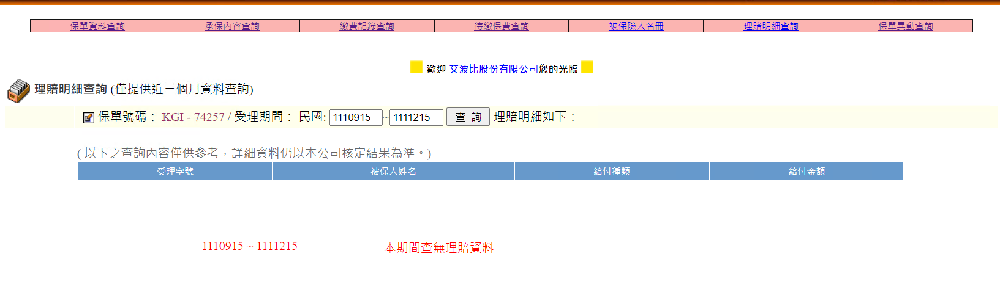 保單資料查詢 承保內容查詢 繳費記錄查詢 待繳保費查詢 被保險人名冊 理賠明細查詢 保單異動查詢
歡迎 艾波比股份有限公司您的光臨
理賠明細查詢 (僅提供近三個月資料查詢)
保單號碼： KGI - 74257 / 受理期間： 民國: 1110915~1111215 查 詢 理賠明細如下：
( 以下之查詢內容僅供參考，詳細資料仍以本公司核定結果為準。)
受理字號 被保人姓名 給付種類 給付金額
1110915 ~ 1111215 本期間查無理賠資料